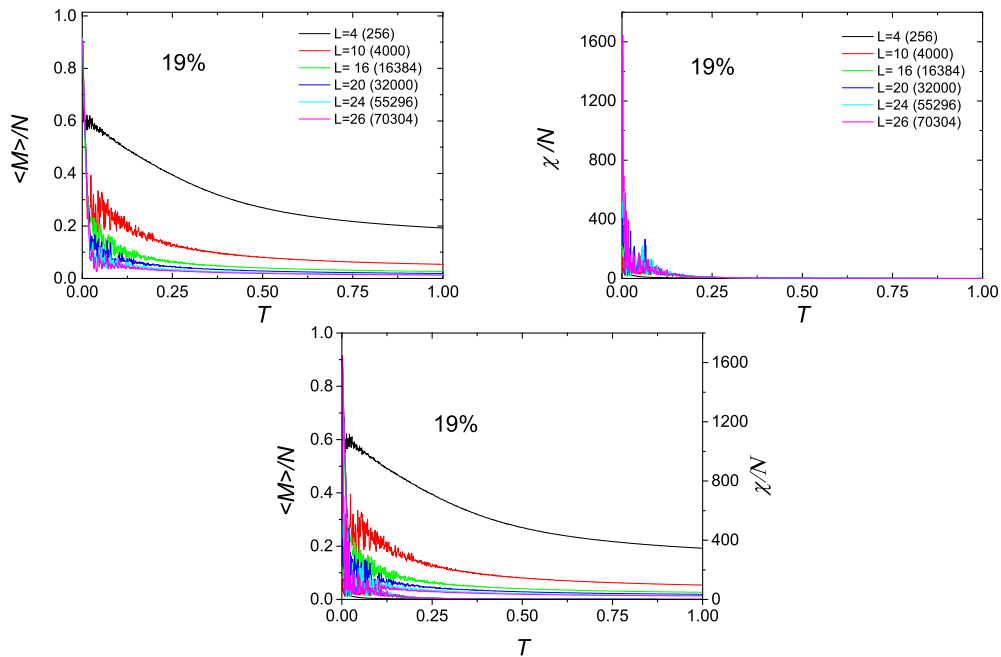 <M>/N
1.0
0.8
0.6
0.4
0.2
0.0
0.00 0.25 0.50 0.75 1.00
T
19%
L=4 (256)
L=10 (4000)
L= 16 (16384)
L=20 (32000)
L=24 (55296)
L=26 (70304)
χ/N
1600
1200
800
400
0
0.00 0.25 0.50 0.75 1.00
T
19%
L=4 (256)
L=10 (4000)
L= 16 (16384)
L=20 (32000)
L=24 (55296)
L=26 (70304)
<M>/N
1.0
0.8
0.6
0.4
0.2
0.0
0.00 0.25 0.50 0.75 1.00
T
19%
1600
1200
800
400
0
χ/N